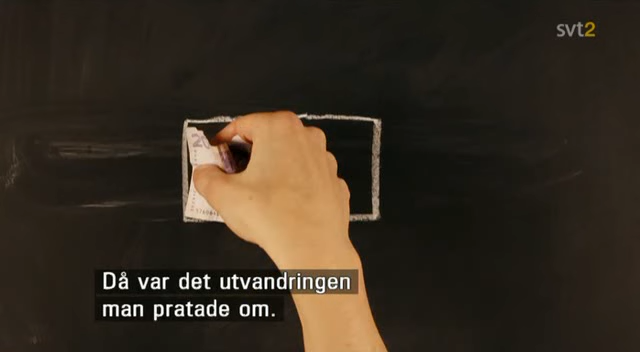 svt2
Då var det utvandringen
man pratade om.